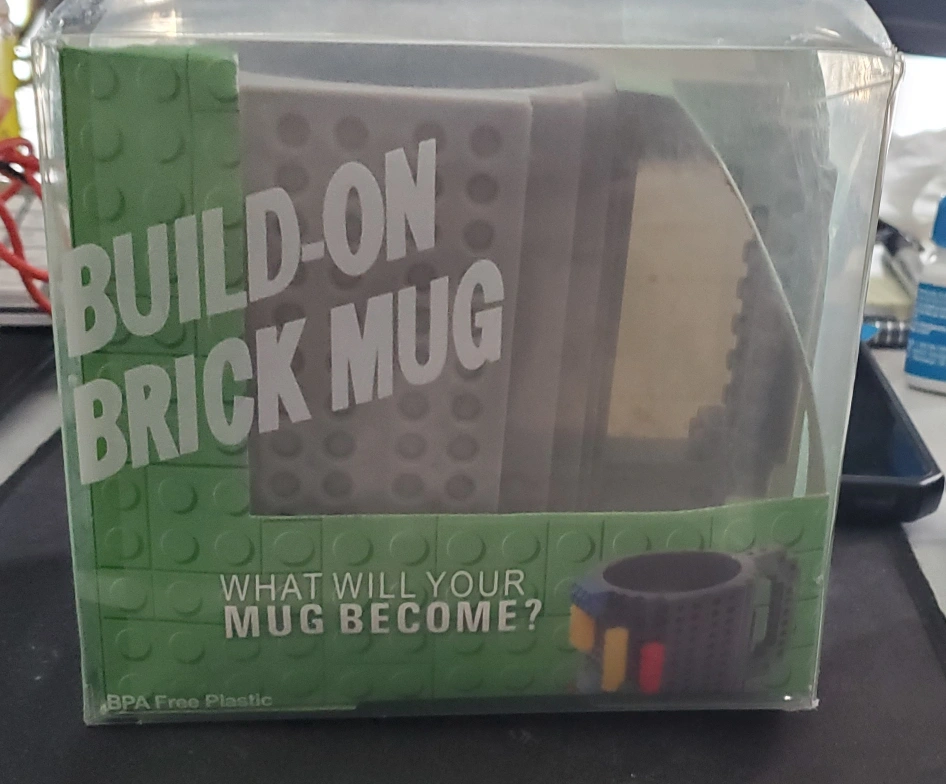 BUILD-ON
BRICK MUG
WHAT WILL YOUR
MUG BECOME?
BPA Free Plastic